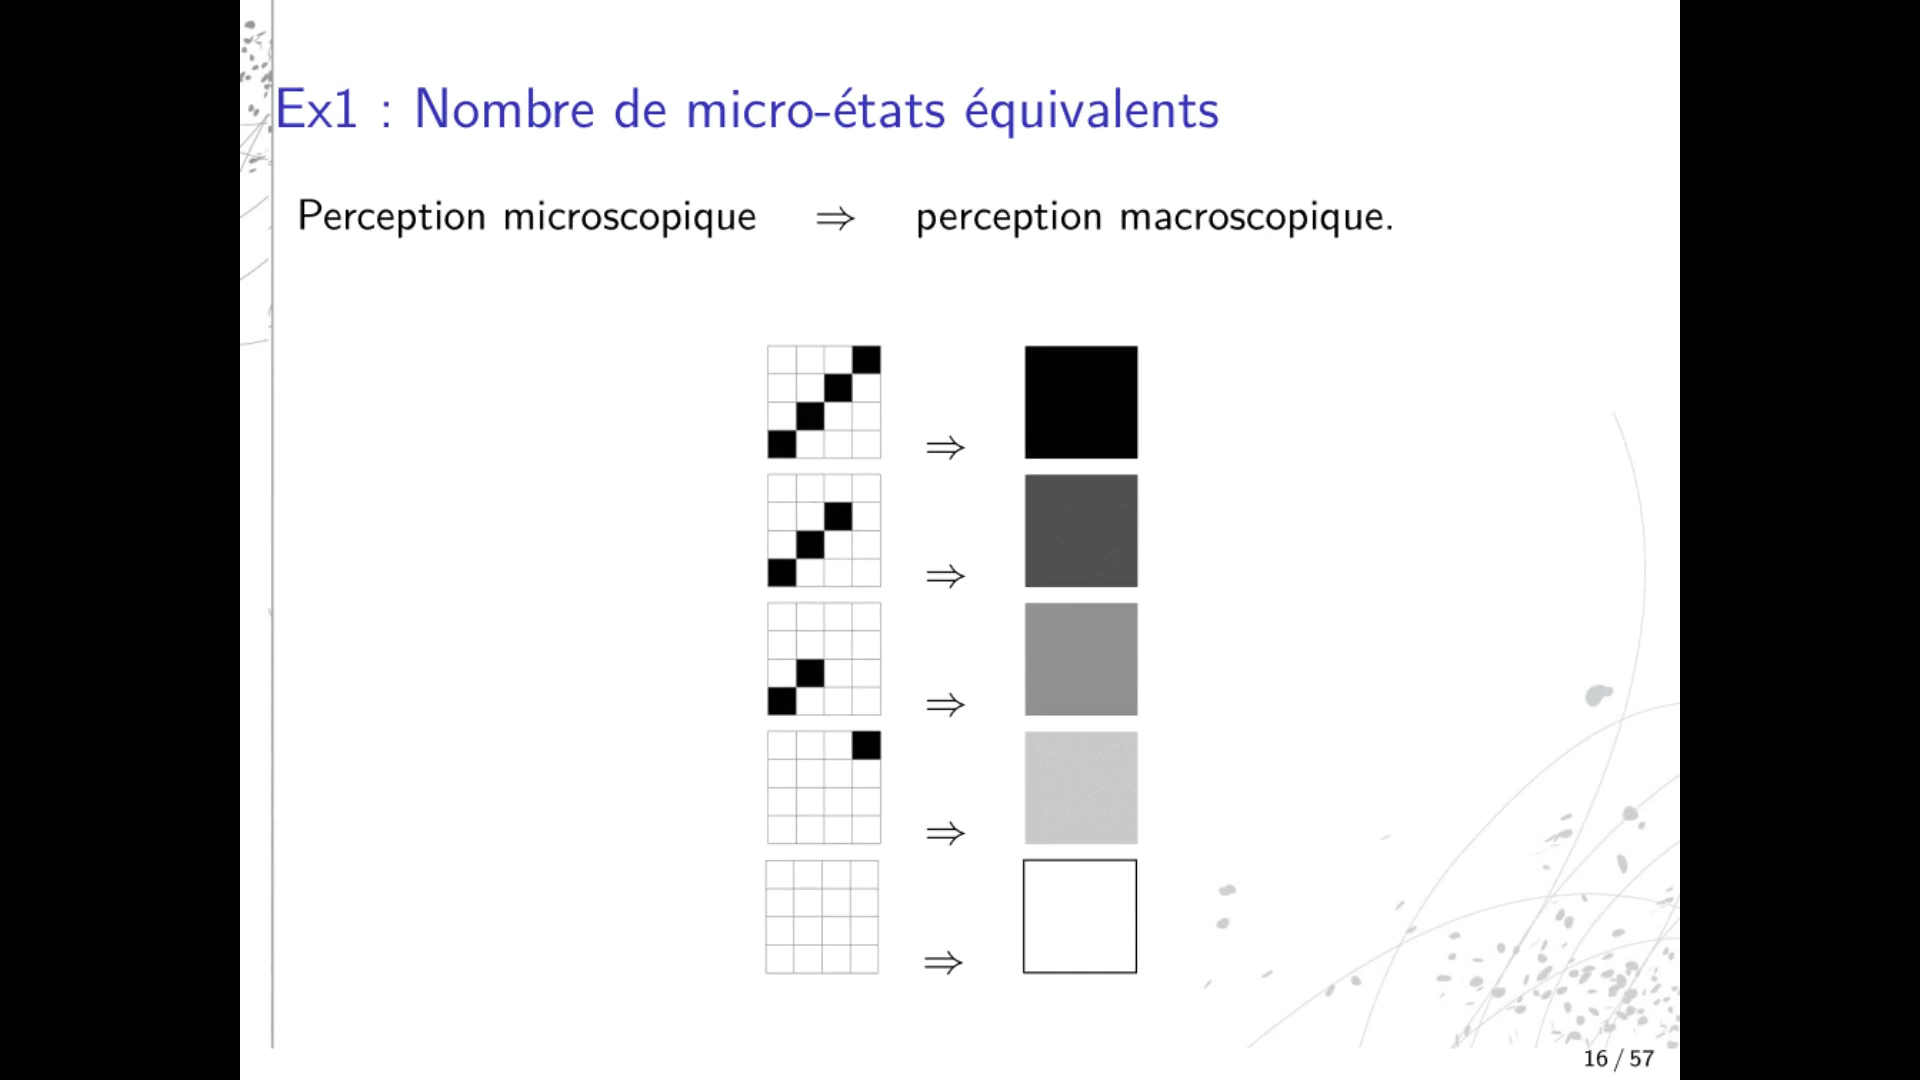 Ex1 : Nombre de micro-états équivalents
Perception microscopique ⇒ perception macroscopique.
⇒
⇒
⇒
⇒
⇒
16 / 57